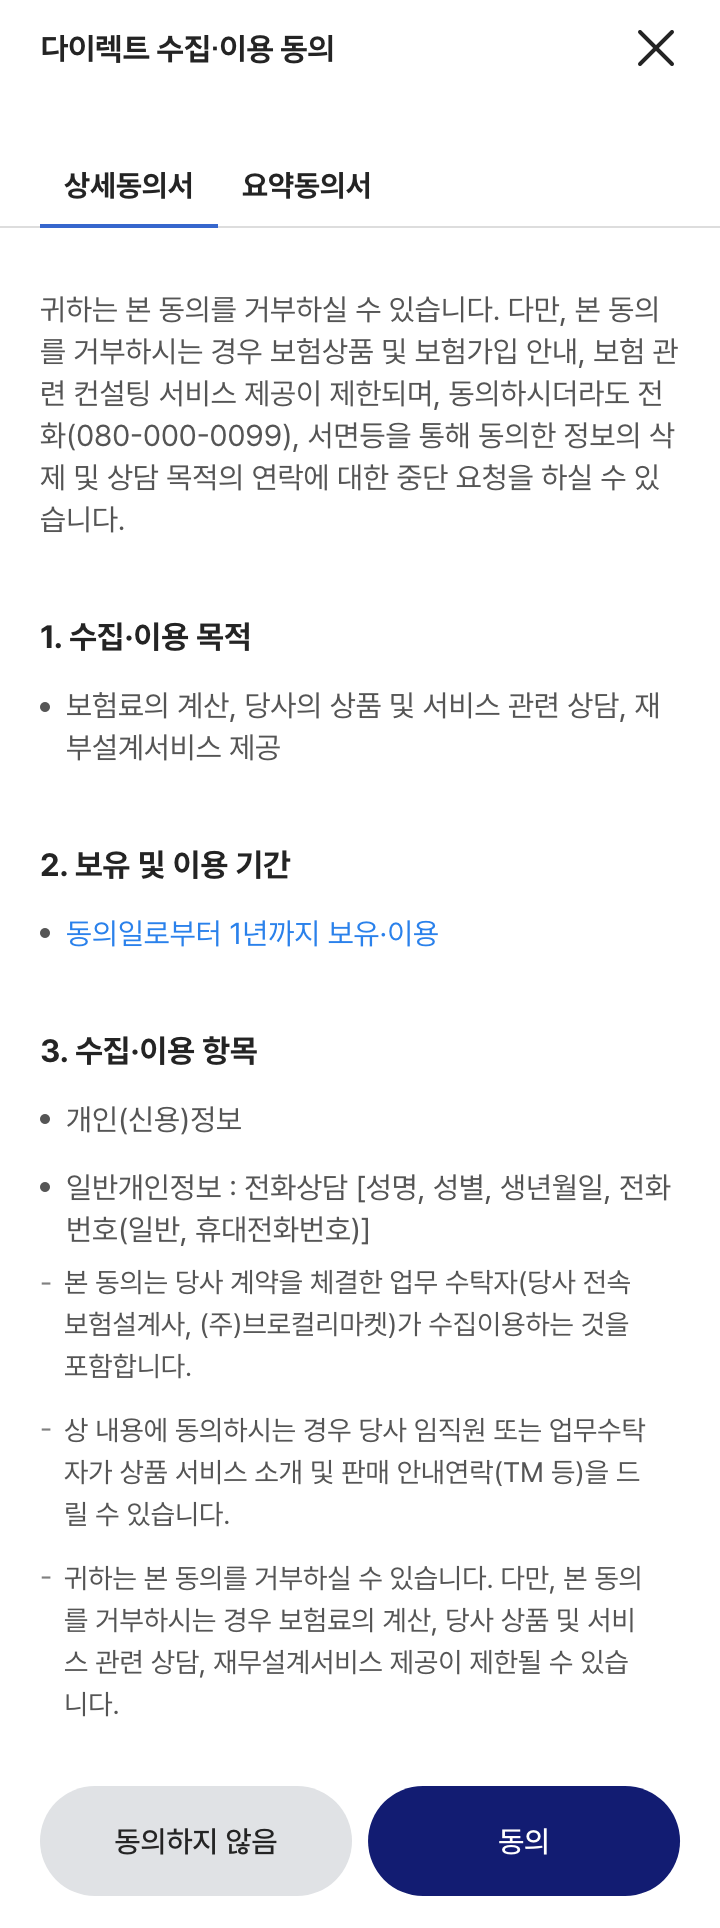 다이렉트 수집·이용 동의
상세동의서 요약동의서
귀하는 본 동의를 거부하실 수 있습니다. 다만, 본 동의
를 거부하시는 경우 보험상품 및 보험가입 안내, 보험 관
련 컨설팅 서비스 제공이 제한되며, 동의하시더라도 전
화(080-000-0099), 서면등을 통해 동의한 정보의 삭
제 및 상담 목적의 연락에 대한 중단 요청을 하실 수 있
습니다.
1. 수집·이용 목적
• 보험료의 계산, 당사의 상품 및 서비스 관련 상담, 재
부설계서비스 제공
2. 보유 및 이용 기간
• 동의일로부터 1년까지 보유·이용
3. 수집·이용 항목
• 개인(신용)정보
• 일반개인정보 : 전화상담 [성명, 성별, 생년월일, 전화
번호(일반, 휴대전화번호)]
- 본 동의는 당사 계약을 체결한 업무 수탁자(당사 전속
보험설계사, (주)브로컬리마켓)가 수집이용하는 것을
포함합니다.
- 상 내용에 동의하시는 경우 당사 임직원 또는 업무수탁
자가 상품 서비스 소개 및 판매 안내연락(TM 등)을 드
릴 수 있습니다.
- 귀하는 본 동의를 거부하실 수 있습니다. 다만, 본 동의
를 거부하시는 경우 보험료의 계산, 당사 상품 및 서비
스 관련 상담, 재무설계서비스 제공이 제한될 수 있습
니다.
동의하지 않음 동의